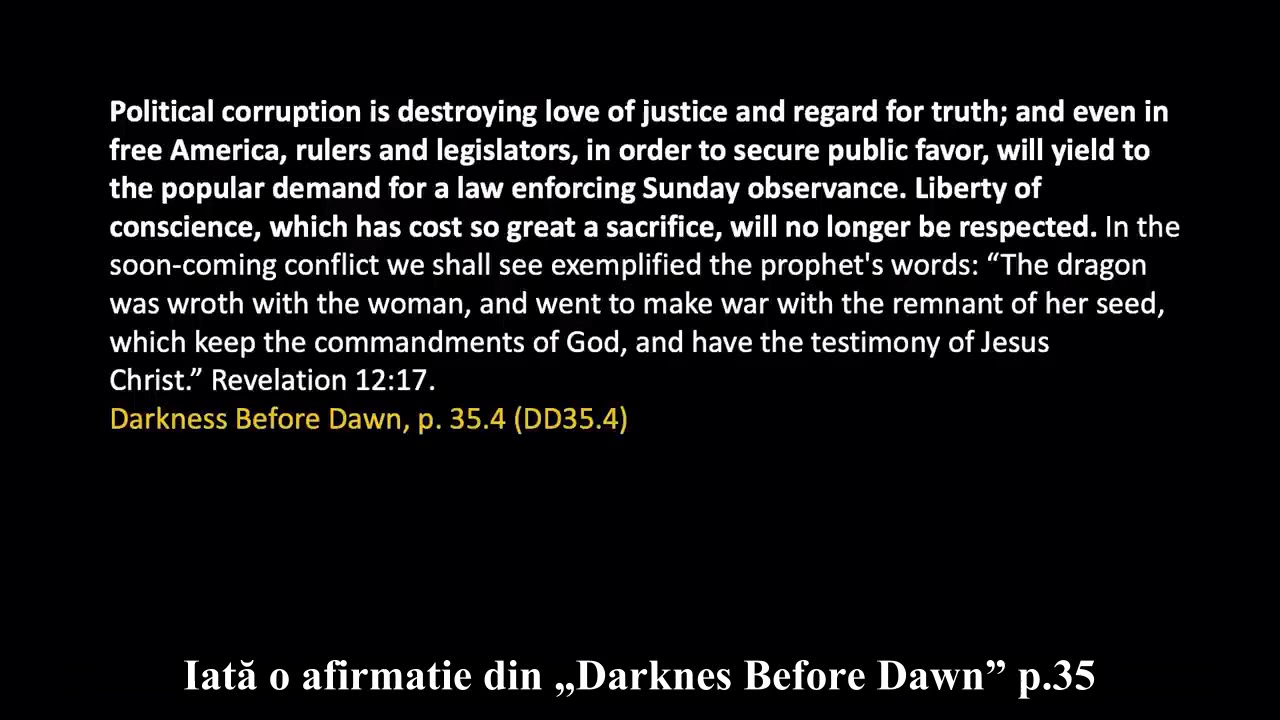 Political corruption is destroying love of justice and regard for truth; and even in
free America, rulers and legislators, in order to secure public favor, will yield to
the popular demand for a law enforcing Sunday observance. Liberty of
conscience, which has cost so great a sacrifice, will no longer be respected. In the
soon-coming conflict we shall see exemplified the prophet's words: “The dragon
was wroth with the woman, and went to make war with the remnant of her seed,
which keep the commandments of God, and have the testimony of Jesus
Christ.” Revelation 12:17.
Darkness Before Dawn, p. 35.4 (DD35.4)
Iată o afirmatie din „Darknes Before Dawn” p.35